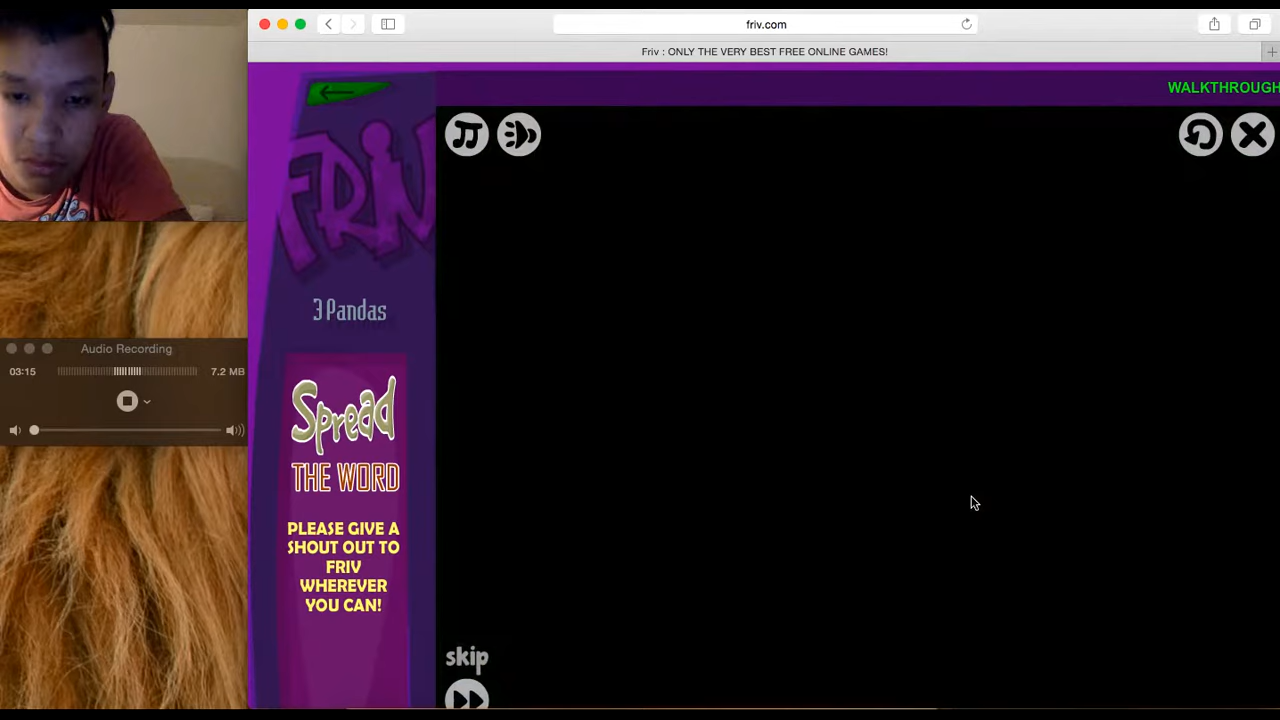 friv.com
Friv : ONLY THE VERY BEST FREE ONLINE GAMES!
WALKTHROUGH
FRIV
3 Pandas
Audio Recording
03:15
7.2 MB
Spread
THE WORD
PLEASE GIVE A
SHOUT OUT TO
FRIV
WHEREVER
YOU CAN!
skip